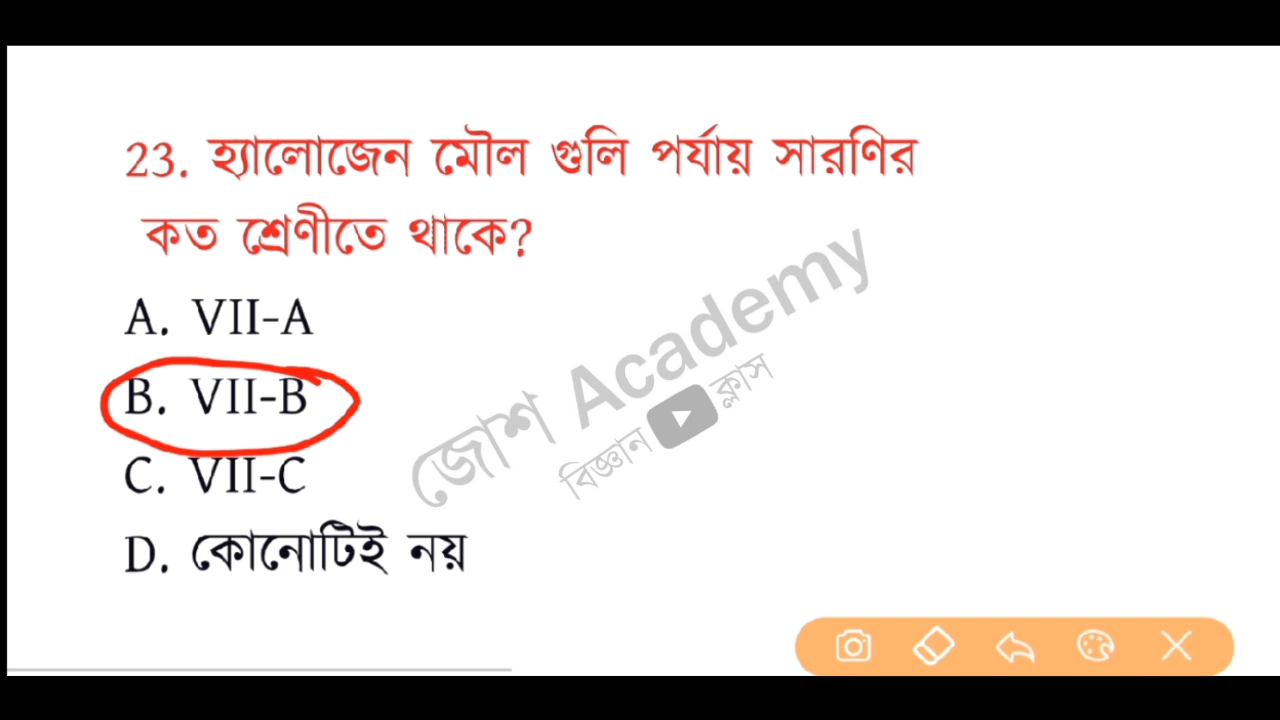 23. হ্যালোজেন মৌল গুলি পর্যায় সারণির
কত শ্রেণীতে থাকে?
A. VII-A
B. VII-B
C. VII-C
D. কোনোটিই নয়
জোশ Academy
বিজ্ঞান ক্লাস